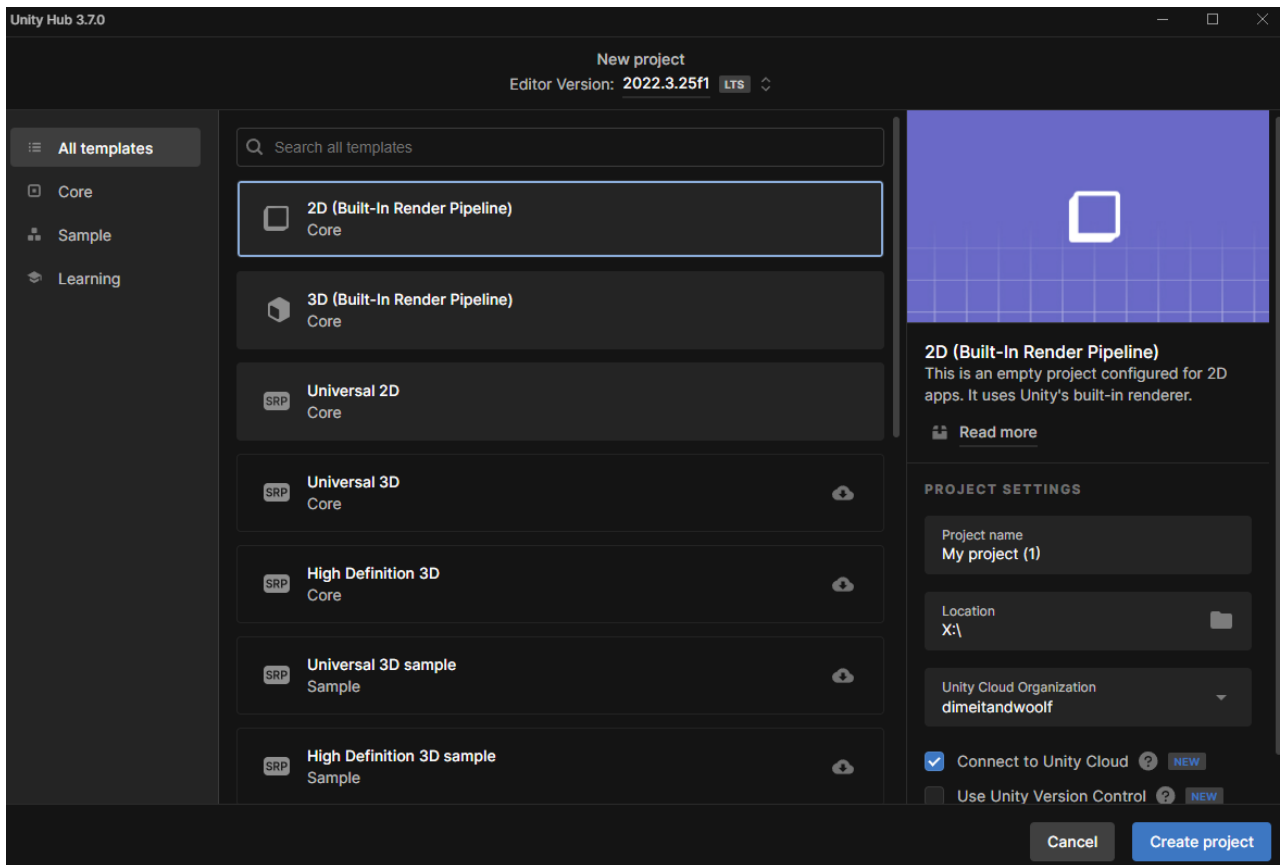 Unity Hub 3.7.0
New project
Editor Version: 2022.3.25f1 LTS
All templates
Core
Sample
Learning
Search all templates
2D (Built-In Render Pipeline)
Core
3D (Built-In Render Pipeline)
Core
SRP
Universal 2D
Core
SRP
Universal 3D
Core
SRP
High Definition 3D
Core
SRP
Universal 3D sample
Sample
SRP
High Definition 3D sample
Sample
2D (Built-In Render Pipeline)
This is an empty project configured for 2D
apps. It uses Unity's built-in renderer.
Read more
PROJECT SETTINGS
Project name
My project (1)
Location
X:\
Unity Cloud Organization
dimeitandwoolf
Connect to Unity Cloud ? NEW
Use Unity Version Control ? NEW
Cancel
Create project